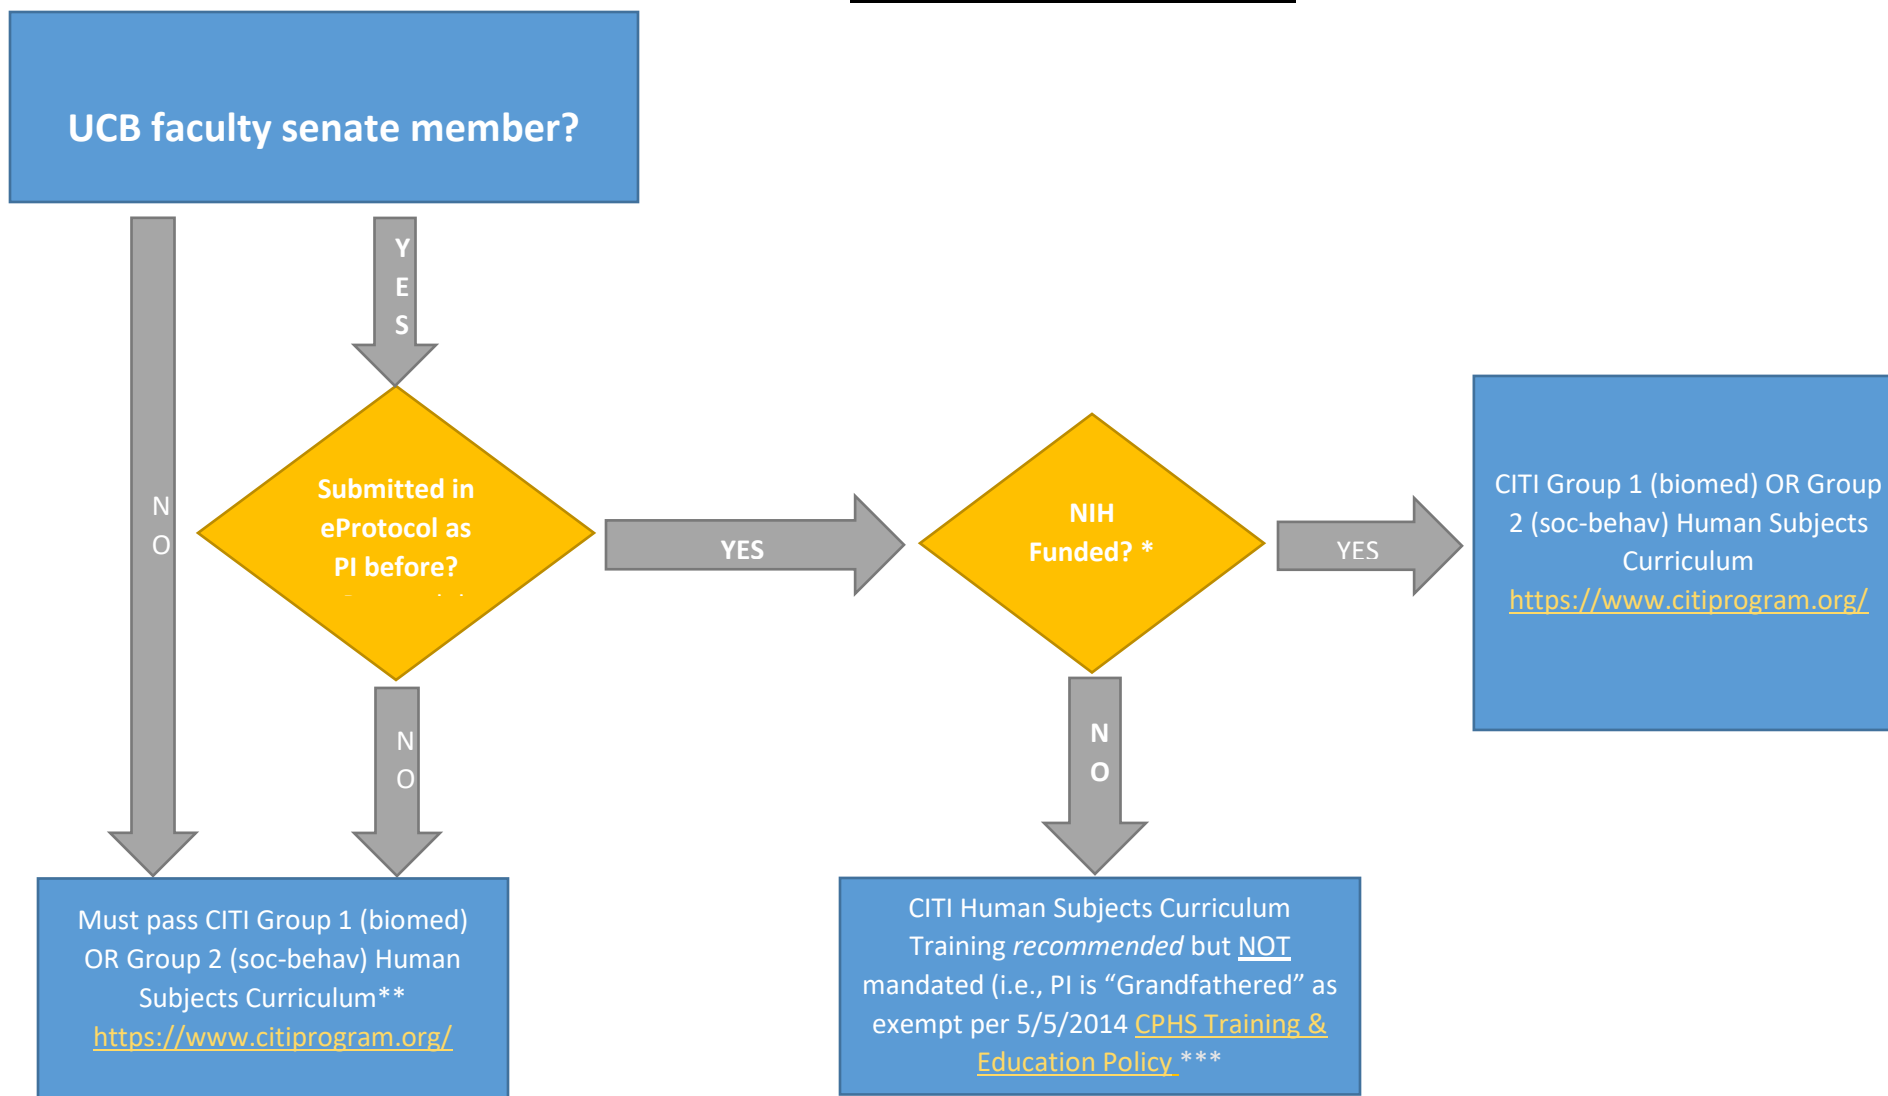 UCB faculty senate member?
Y
E
S
N
O
Submitted in
eProtocol as
PI before?
YES
NIH
Funded? *
YES
CITI Group 1 (biomed) OR Group
2 (soc-behav) Human Subjects
Curriculum
https://www.citiprogram.org/
N
O
N
O
Must pass CITI Group 1 (biomed)
OR Group 2 (soc-behav) Human
Subjects Curriculum**
https://www.citiprogram.org/
CITI Human Subjects Curriculum
Training recommended but NOT
mandated (i.e., PI is “Grandfathered” as
exempt per 5/5/2014 CPHS Training &
Education Policy ***